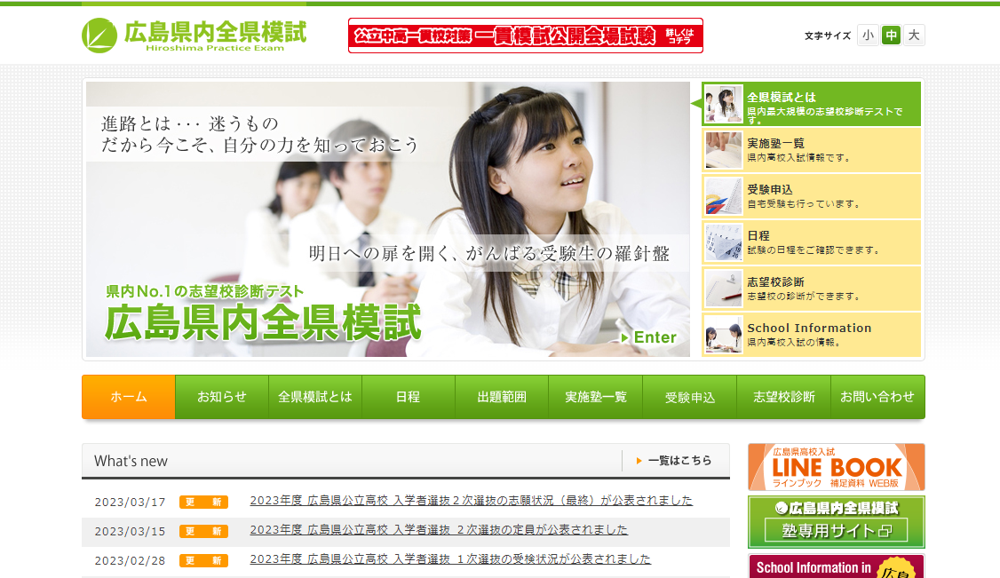 広島県内全県模試
Hiroshima Practice Exam
公立中高一貫校対策 一貫模試公開会場試験 詳しくは
コチラ
文字サイズ 小 中 大
進路とは・・・ 迷うもの
だから今こそ、自分の力を知っておこう
明日への扉を開く、がんばる受験生の羅針盤
県内No.1の志望校診断テスト
広島県内全県模試
Enter
全県模試とは
県内最大規模の志望校診断テストで
す。
実施塾一覧
県内高校入試情報です。
受験申込
自宅受験も行っています。
日程
試験の日程をご確認できます。
志望校診断
志望校の診断ができます。
School Information
県内高校入試の情報。
ホーム お知らせ 全県模試とは 日程 出題範囲 実施塾一覧 受験申込 志望校診断 お問い合わせ
What's new 一覧はこちら
2023/03/17 更 新 2023年度 広島県公立高校 入学者選抜２次選抜の志願状況（最終）が公表されました
2023/03/15 更 新 2023年度 広島県公立高校 入学者選抜 ２次選抜の定員が公表されました
2023/02/28 更 新 2023年度 広島県公立高校 入学者選抜 １次選抜の受検状況が公表されました
広島県高校入試
LINE BOOK
ラインブック 補足資料 WEB版
広島県内全県模試
塾専用サイト
School Information in
広島